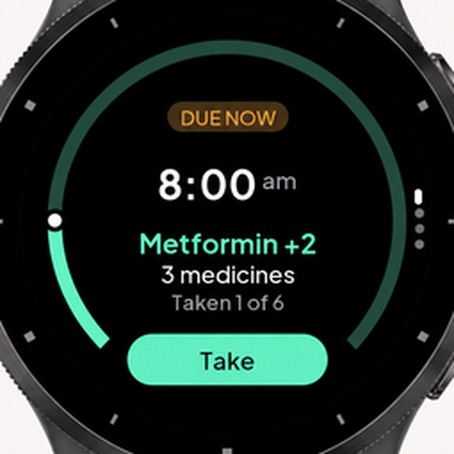 DUE NOW
8:00 am
Metformin +2
3 medicines
Taken 1 of 6
Take